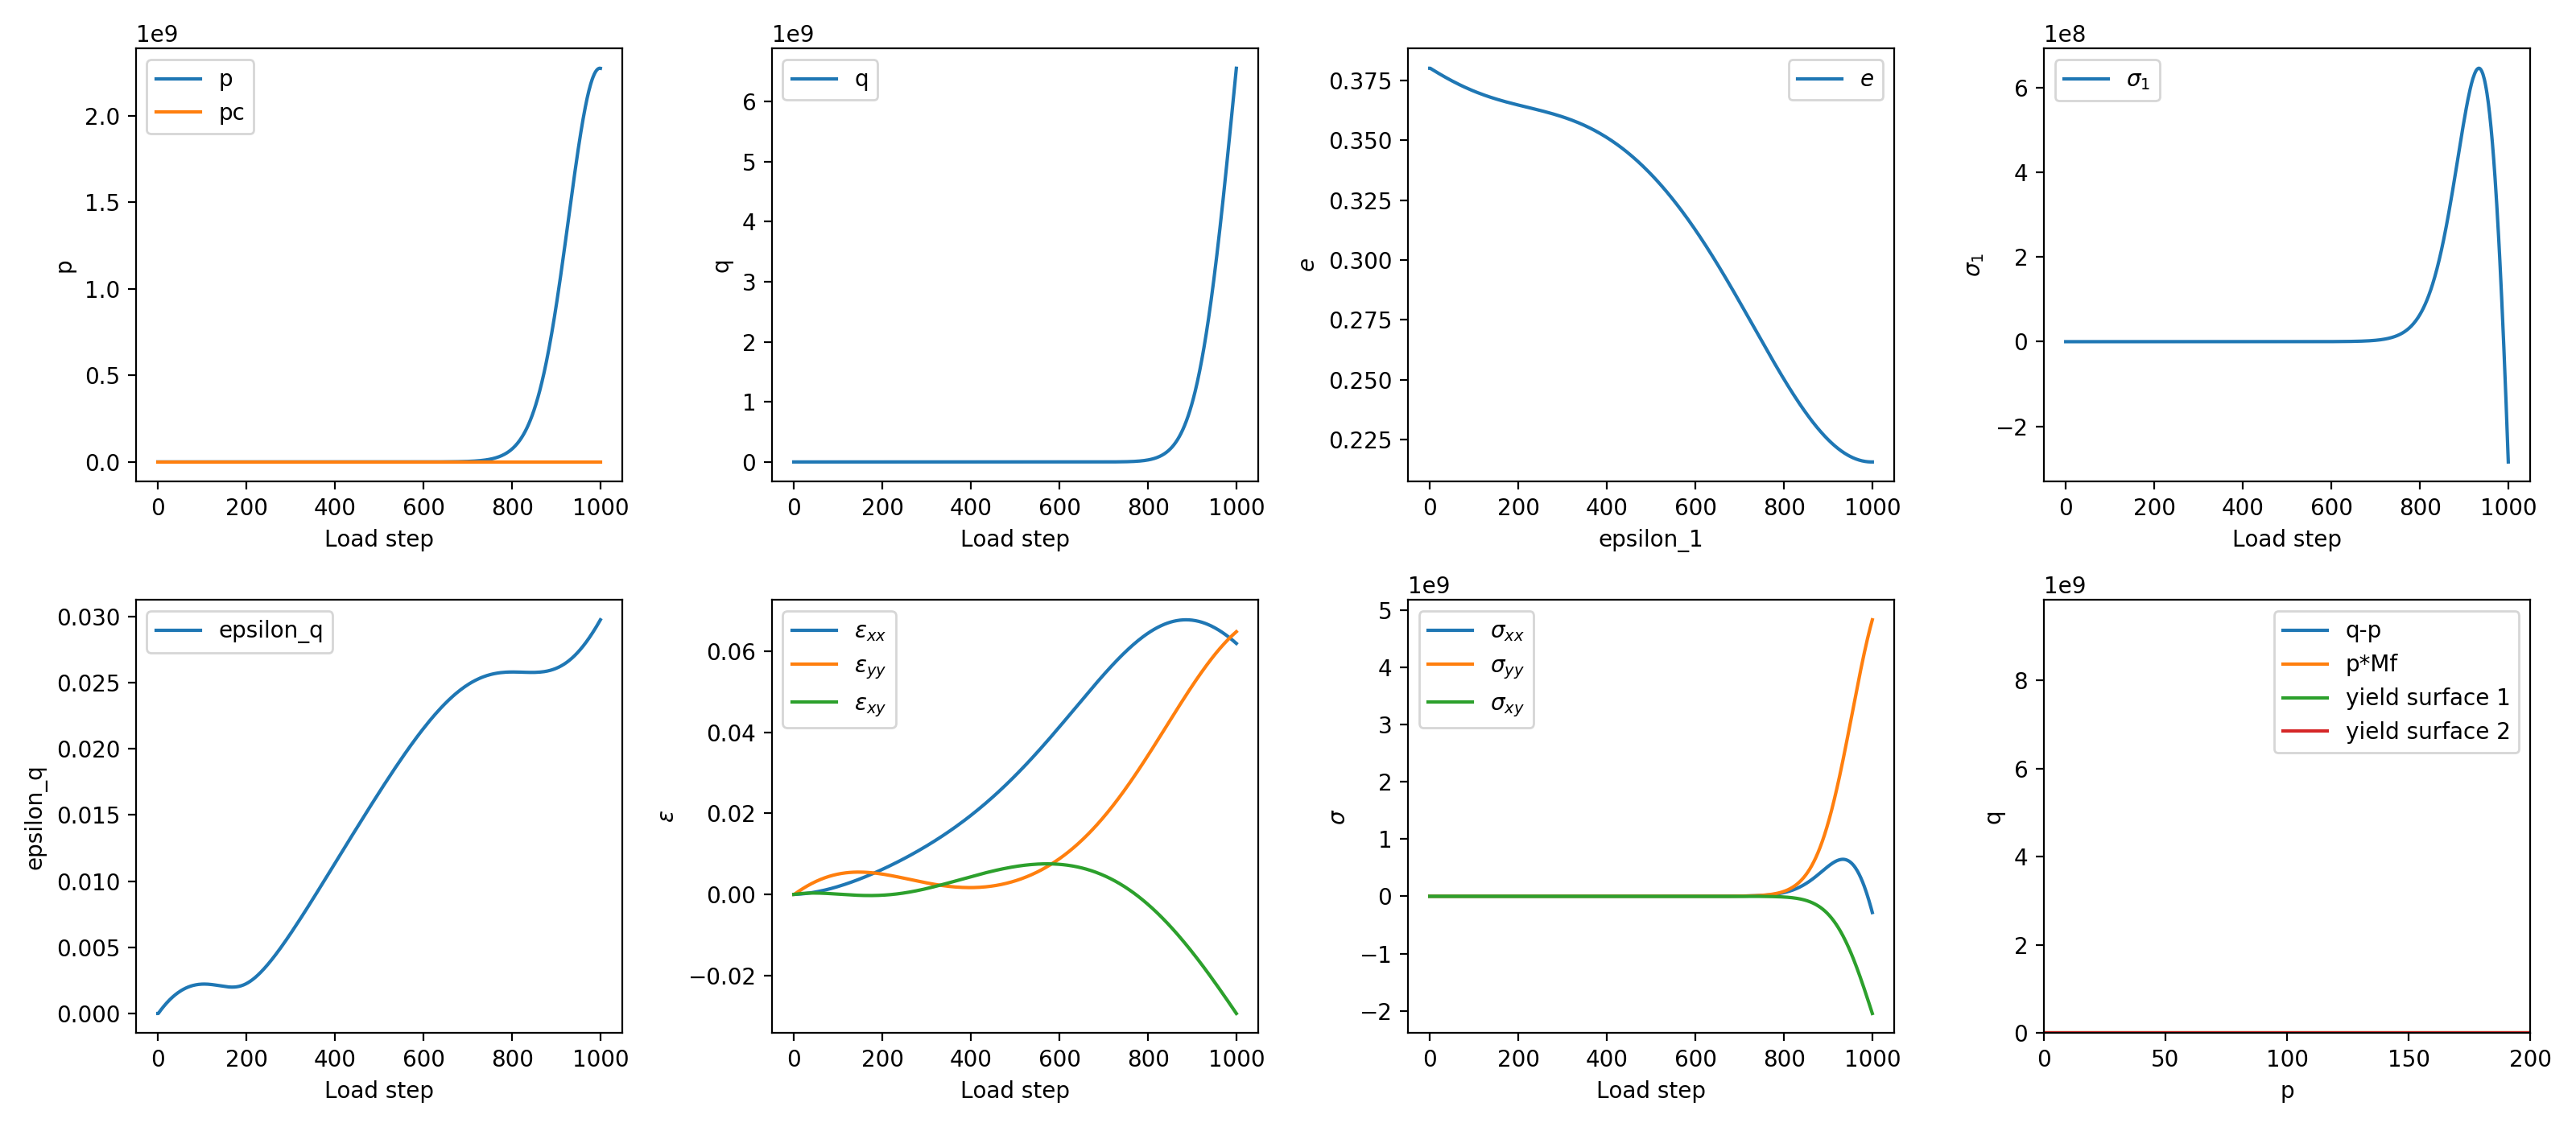 1e9
p
pc
2.0
1.5
1.0
0.5
0.0
p
0 200 400 600 800 1000
Load step
1e9
q
6
5
4
3
2
1
0
q
0 200 400 600 800 1000
Load step
e
0.375
0.350
0.325
0.300
0.275
0.250
0.225
e
0 200 400 600 800 1000
epsilon_1
1e8
σ₁
6
4
2
0
−2
σ₁
0 200 400 600 800 1000
Load step
epsilon_q
0.030
0.025
0.020
0.015
0.010
0.005
0.000
epsilon_q
0 200 400 600 800 1000
Load step
εxx
εyy
εxy
0.06
0.04
0.02
0.00
−0.02
ε
0 200 400 600 800 1000
Load step
1e9
σxx
σyy
σxy
5
4
3
2
1
0
−1
−2
σ
0 200 400 600 800 1000
Load step
1e9
q-p
p*Mf
yield surface 1
yield surface 2
8
6
4
2
0
q
0 50 100 150 200
p